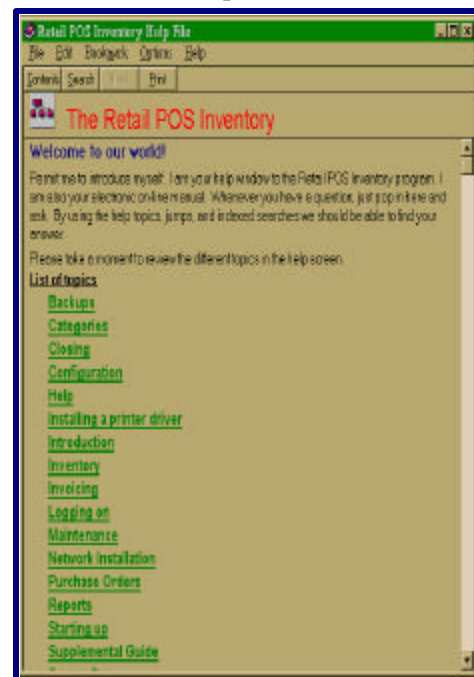 Retail POS Inventory Help File
File Edit Bookmark Options Help
Contents Search Print
The Retail POS Inventory
Welcome to our world!
Permit me to introduce myself. I am your help window to the Retail POS Inventory program. I
am also your electronic on-line manual. Whenever you have a question, just pop in here and
ask. By using the help topics, jumps, and indexed searches we should be able to find your
answer.
Please take a moment to review the different topics in the help screen.
List of topics
Backups
Categories
Closing
Configuration
Help
Installing a printer driver
Introduction
Inventory
Invoicing
Logging on
Maintenance
Network Installation
Purchase Orders
Reports
Starting up
Supplemental Guide